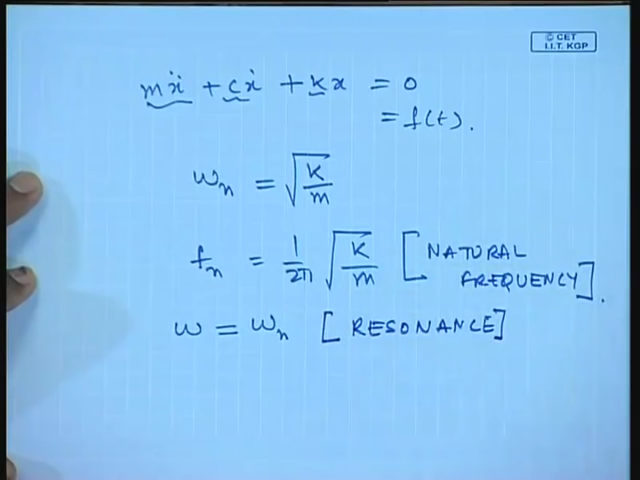 © CET
I.I.T. KGP
mẍ + cẋ + kx = 0
= f(t).
ωn = √(k/m)
fn = 1/2π √(k/m) [NATURAL
FREQUENCY].
ω = ωn [RESONANCE]